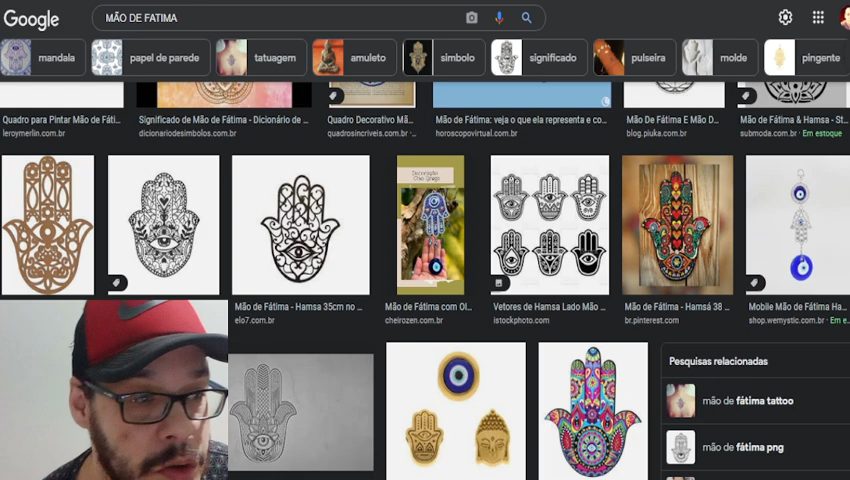 Google
MÃO DE FATIMA
mandala
papel de parede
tatuagem
amuleto
simbolo
significado
pulseira
molde
pingente
Quadro para Pintar Mão de Fáti...
leroymerlin.com.br
Significado de Mão de Fátima - Dicionário de ...
dicionariodesimbolos.com.br
Quadro Decorativo Mã...
quadrosincriveis.com.br ·...
Mão de Fátima: veja o que ela representa e co...
horoscopovirtual.com.br
Mão De Fátima E Mão D...
blog.piuka.com.br
Mão de Fátima & Hamsa - St...
submoda.com.br · Em estoque
Decoração
Chic Grego
Mão de Fátima - Hamsa 35cm no ...
elo7.com.br
Mão de Fátima com Ol...
cheirozen.com.br
Vetores de Hamsa Lado Mão ...
istockphoto.com
Mão de Fátima - Hamsá 38 ...
br.pinterest.com
Mobile Mão de Fátima Ha...
shop.wemystic.com.br · Em e...
Pesquisas relacionadas
mão de fátima tattoo
mão de fátima png